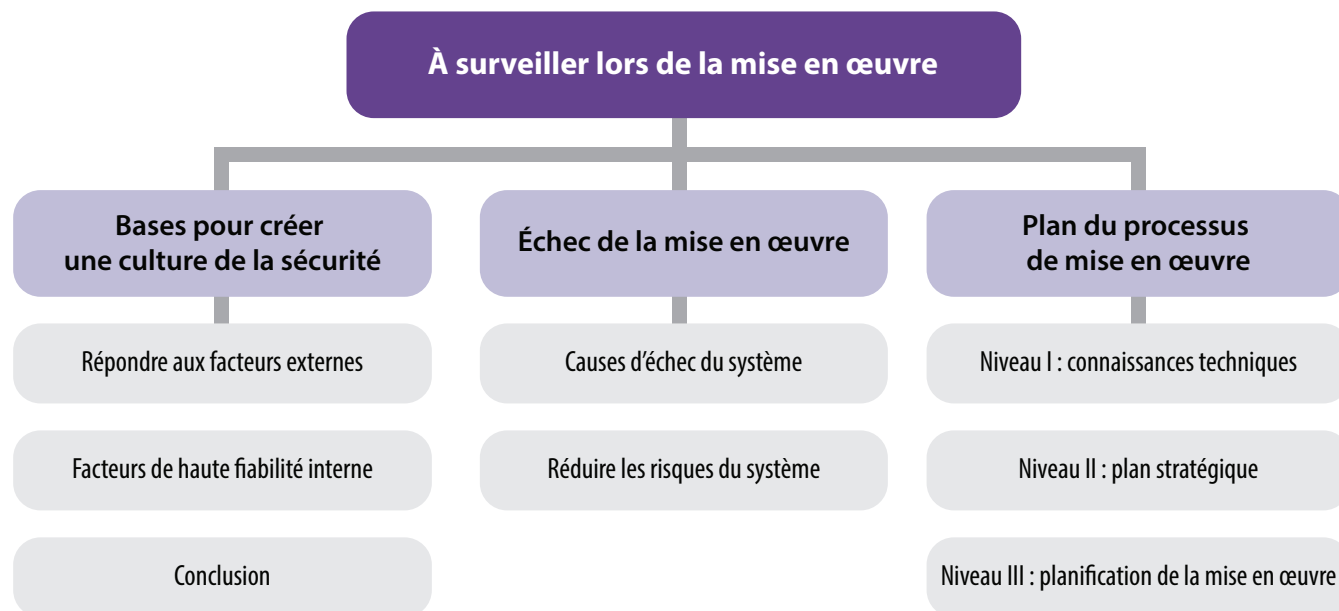 À surveiller lors de la mise en œuvre
Bases pour créer
une culture de la sécurité
Répondre aux facteurs externes
Facteurs de haute fiabilité interne
Conclusion
Échec de la mise en œuvre
Causes d’échec du système
Réduire les risques du système
Plan du processus
de mise en œuvre
Niveau I : connaissances techniques
Niveau II : plan stratégique
Niveau III : planification de la mise en œuvre